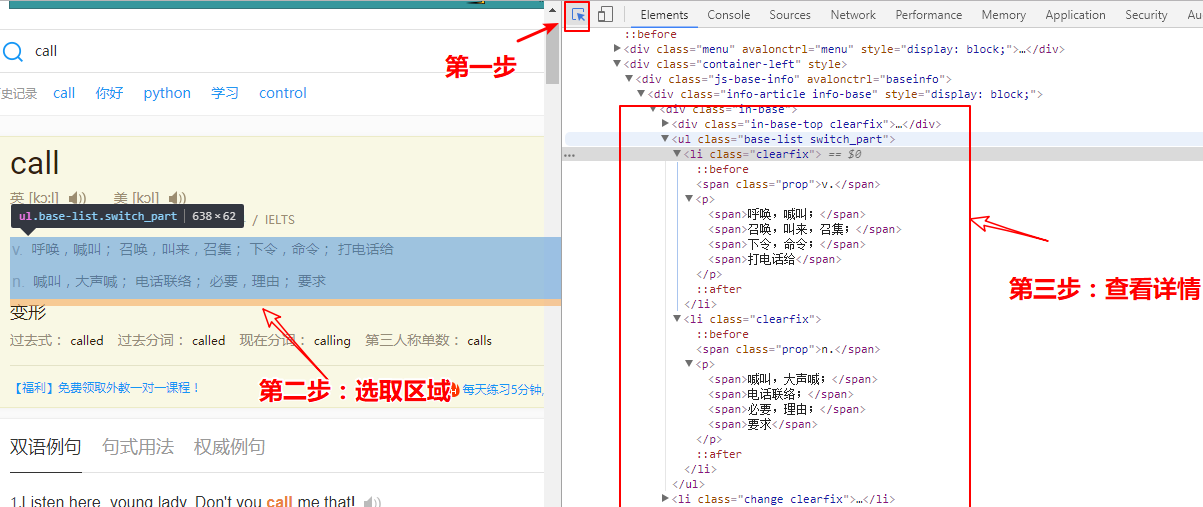 call
史记录 call 你好 python 学习 control
call
英 [kɔːl] 美 [kɔl]
ul.base-list.switch_part 638×62
/ IELTS
v. 呼唤，喊叫； 召唤，叫来，召集； 下令，命令； 打电话给
n. 喊叫，大声喊； 电话联络； 必要，理由； 要求
变形
过去式： called 过去分词： called 现在分词： calling 第三人称单数： calls
【福利】免费领取外教一对一课程！
每天练习5分钟,
双语例句 句式用法 权威例句
1.Listen here, young lady. Don't you call me that!
第一步
第二步：选取区域
Elements Console Sources Network Performance Memory Application Security Au
::before
<div class="menu" avalonctrl="menu" style="display: block;">…</div>
<div class="container-left" style>
<div class="js-base-info" avalonctrl="baseinfo">
<div class="info-article info-base" style="display: block;">
<div class="in-base">
<div class="in-base-top clearfix">…</div>
<ul class="base-list switch_part">
••• <li class="clearfix"> == $0
::before
<span class="prop">v.</span>
<p>
<span>呼唤，喊叫；</span>
<span>召唤，叫来，召集；</span>
<span>下令，命令；</span>
<span>打电话给</span>
</p>
::after
</li>
<li class="clearfix">
::before
<span class="prop">n.</span>
<p>
<span>喊叫，大声喊；</span>
<span>电话联络；</span>
<span>必要，理由；</span>
<span>要求</span>
</p>
::after
</li>
</ul>
<li class="change clearfix">…</li>
第三步：查看详情